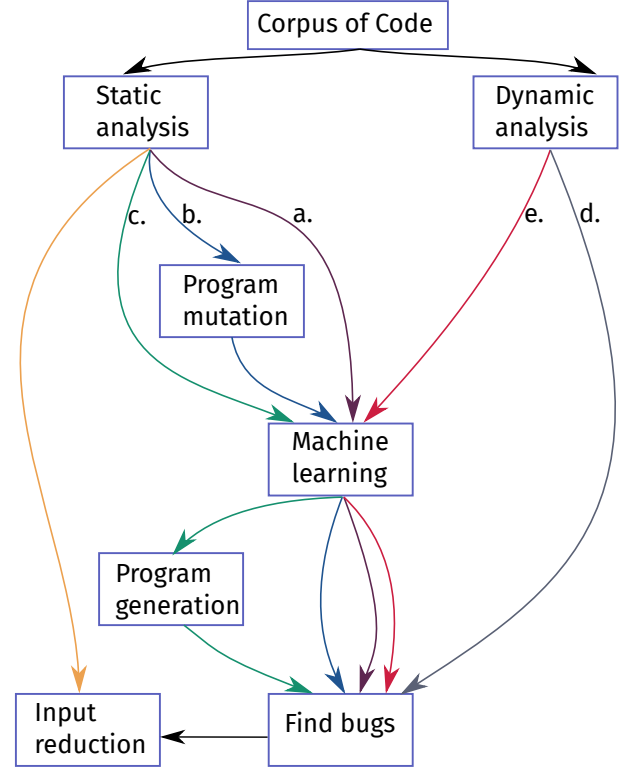 Corpus of Code
Static
analysis
Dynamic
analysis
c.
b.
a.
e.
d.
Program
mutation
Machine
learning
Program
generation
Input
reduction
Find bugs